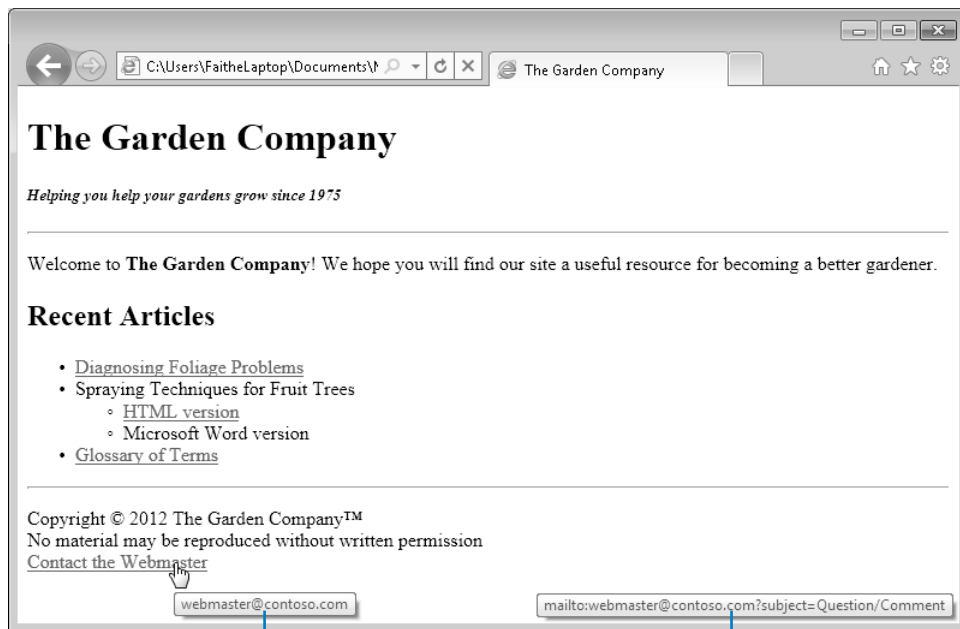 C:\Users\FaitheLaptop\Documents\
The Garden Company
The Garden Company
Helping you help your gardens grow since 1975
Welcome to The Garden Company! We hope you will find our site a useful resource for becoming a better gardener.
Recent Articles
• Diagnosing Foliage Problems
• Spraying Techniques for Fruit Trees
◦ HTML version
◦ Microsoft Word version
• Glossary of Terms
Copyright © 2012 The Garden Company™
No material may be reproduced without written permission
Contact the Webmaster
webmaster@contoso.com
mailto:webmaster@contoso.com?subject=Question/Comment